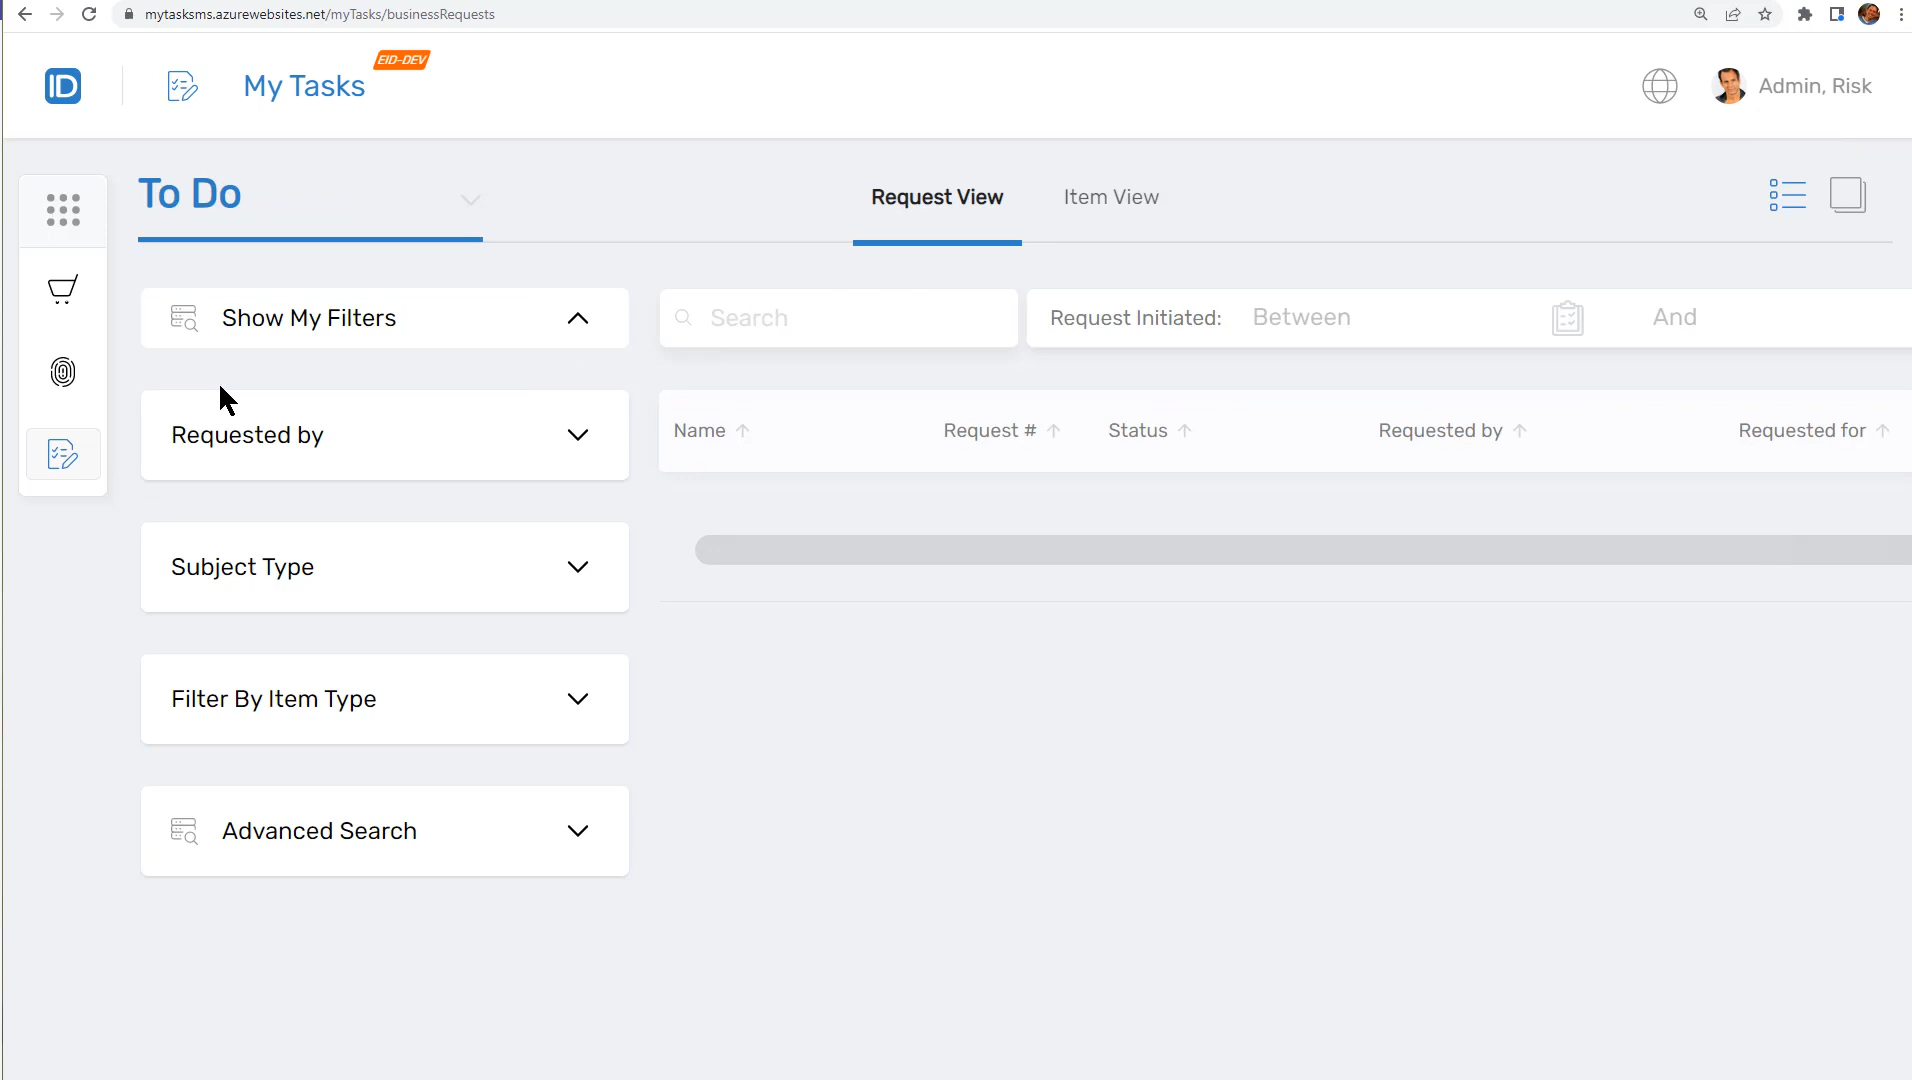 mytasksms.azurewebsites.net/myTasks/businessRequests
ID
My Tasks
EID-DEV
Admin, Risk
To Do
Request View
Item View
Show My Filters
Search
Request Initiated:
Between
And
Requested by
Name
Request #
Status
Requested by
Requested for
Subject Type
Filter By Item Type
Advanced Search